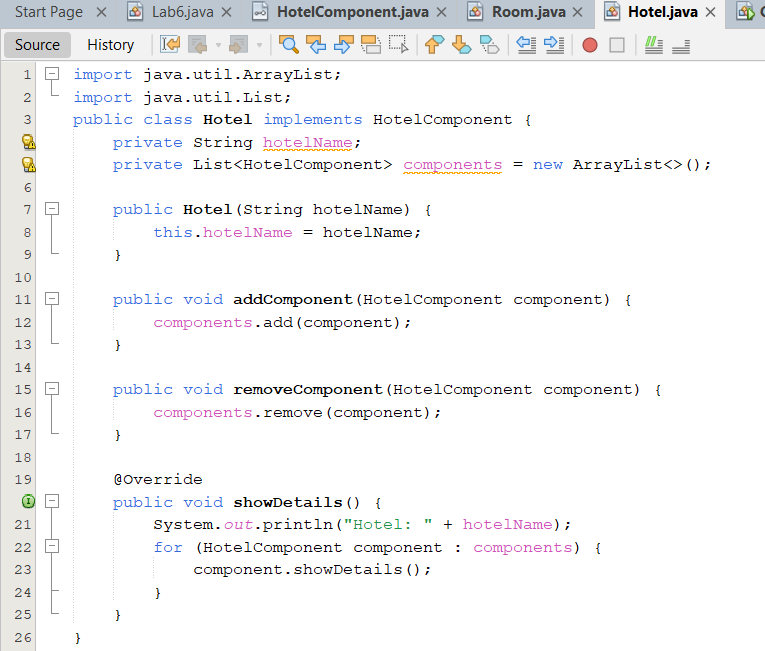 Start Page Lab6.java HotelComponent.java Room.java Hotel.java
Source History
1 import java.util.ArrayList;
2 import java.util.List;
3 public class Hotel implements HotelComponent {
private String hotelName;
private List<HotelComponent> components = new ArrayList<>();
6
7 public Hotel(String hotelName) {
8 this.hotelName = hotelName;
9 }
10
11 public void addComponent(HotelComponent component) {
12 components.add(component);
13 }
14
15 public void removeComponent(HotelComponent component) {
16 components.remove(component);
17 }
18
19 @Override
public void showDetails() {
21 System.out.println("Hotel: " + hotelName);
22 for (HotelComponent component : components) {
23 component.showDetails();
24 }
25 }
26 }